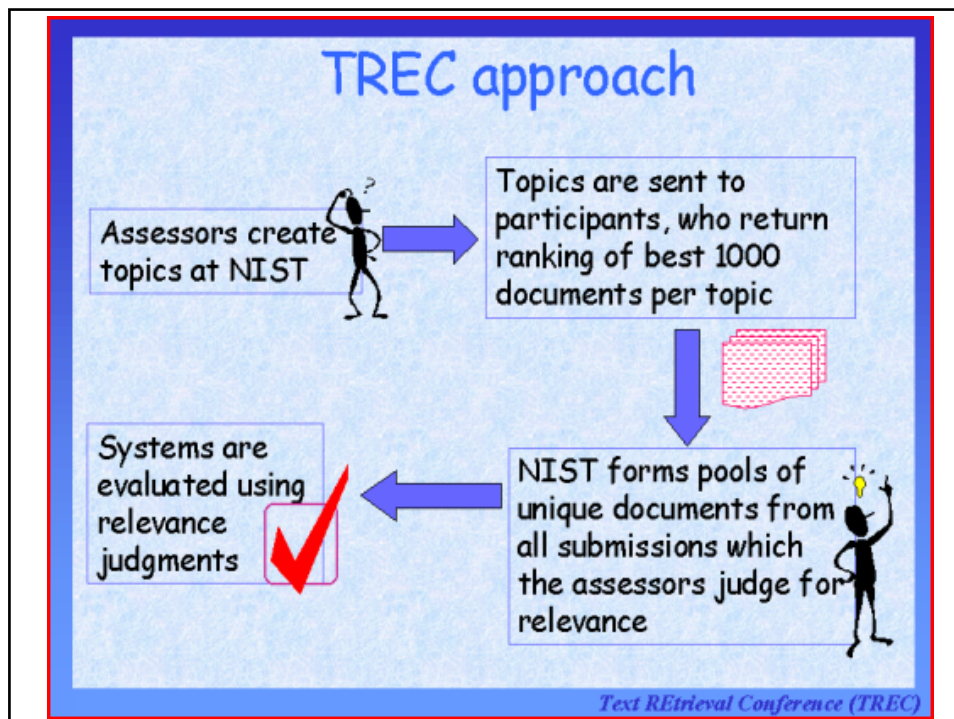 TREC approach
Assessors create
topics at NIST
?
Topics are sent to
participants, who return
ranking of best 1000
documents per topic
NIST forms pools of
unique documents from
all submissions which
the assessors judge for
relevance
Systems are
evaluated using
relevance
judgments
Text REtrieval Conference (TREC)